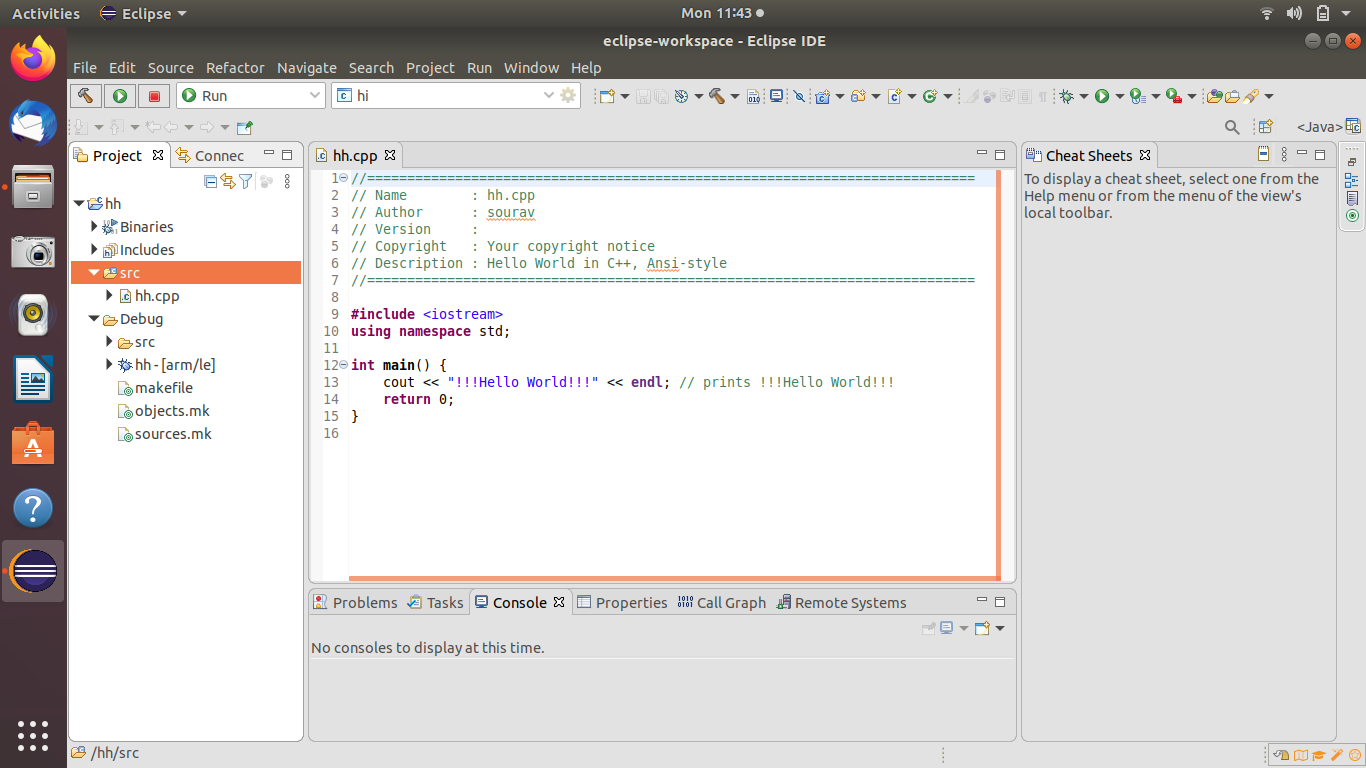 Activities Eclipse Mon 11:43
eclipse-workspace - Eclipse IDE
File Edit Source Refactor Navigate Search Project Run Window Help
Run hi
<Java>
Project Connec
hh
Binaries
Includes
src
hh.cpp
Debug
src
hh - [arm/le]
makefile
objects.mk
sources.mk
hh.cpp
1 //============================================================================
2 // Name        : hh.cpp
3 // Author      : sourav
4 // Version     :
5 // Copyright   : Your copyright notice
6 // Description : Hello World in C++, Ansi-style
7 //============================================================================
8
9 #include <iostream>
10 using namespace std;
11
12 int main() {
13     cout << "!!!Hello World!!!" << endl; // prints !!!Hello World!!!
14     return 0;
15 }
16
Cheat Sheets
To display a cheat sheet, select one from the
Help menu or from the menu of the view's
local toolbar.
Problems Tasks Console Properties Call Graph Remote Systems
No consoles to display at this time.
/hh/src